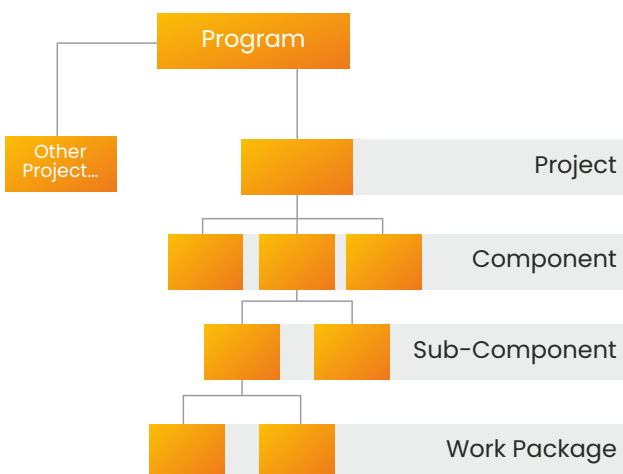 Program
Other
Project...
Project
Component
Sub-Component
Work Package